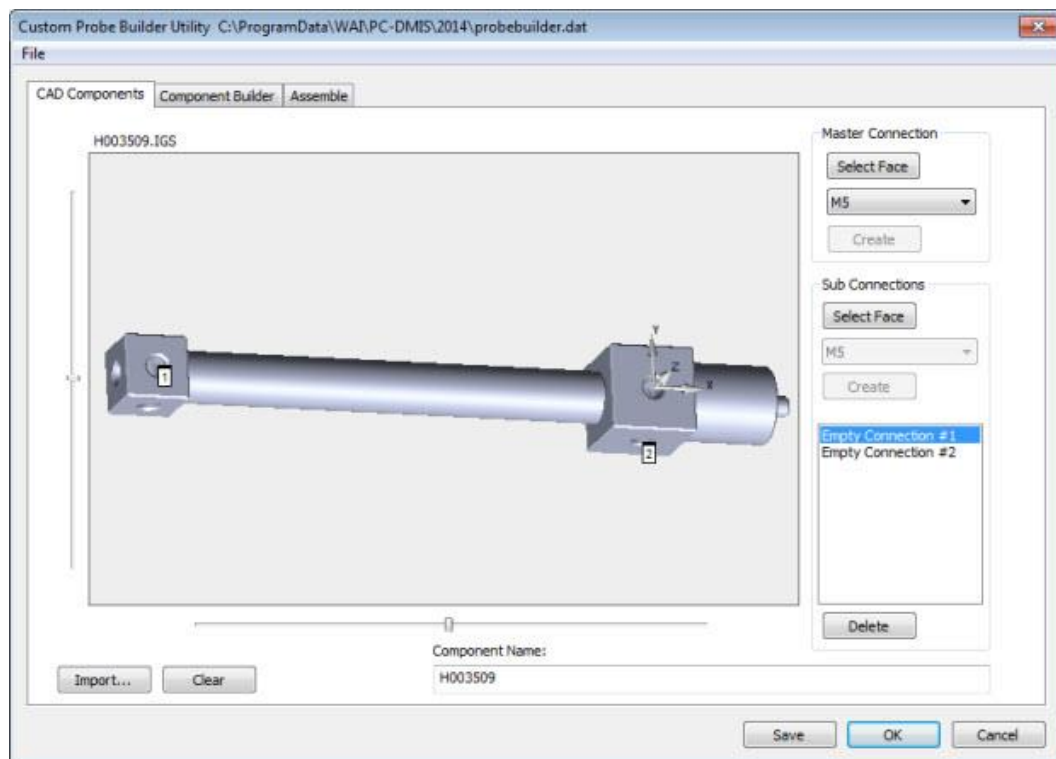 Custom Probe Builder Utility C:\ProgramData\WAI\PC-DMIS\2014\probebuilder.dat
File
CAD Components Component Builder Assemble
H003509.IGS
Master Connection
Select Face
M5
Create
Sub Connections
Select Face
M5
Create
Y
Z
X
1
2
Empty Connection #1
Empty Connection #2
Delete
Component Name:
Import... Clear H003509
Save OK Cancel